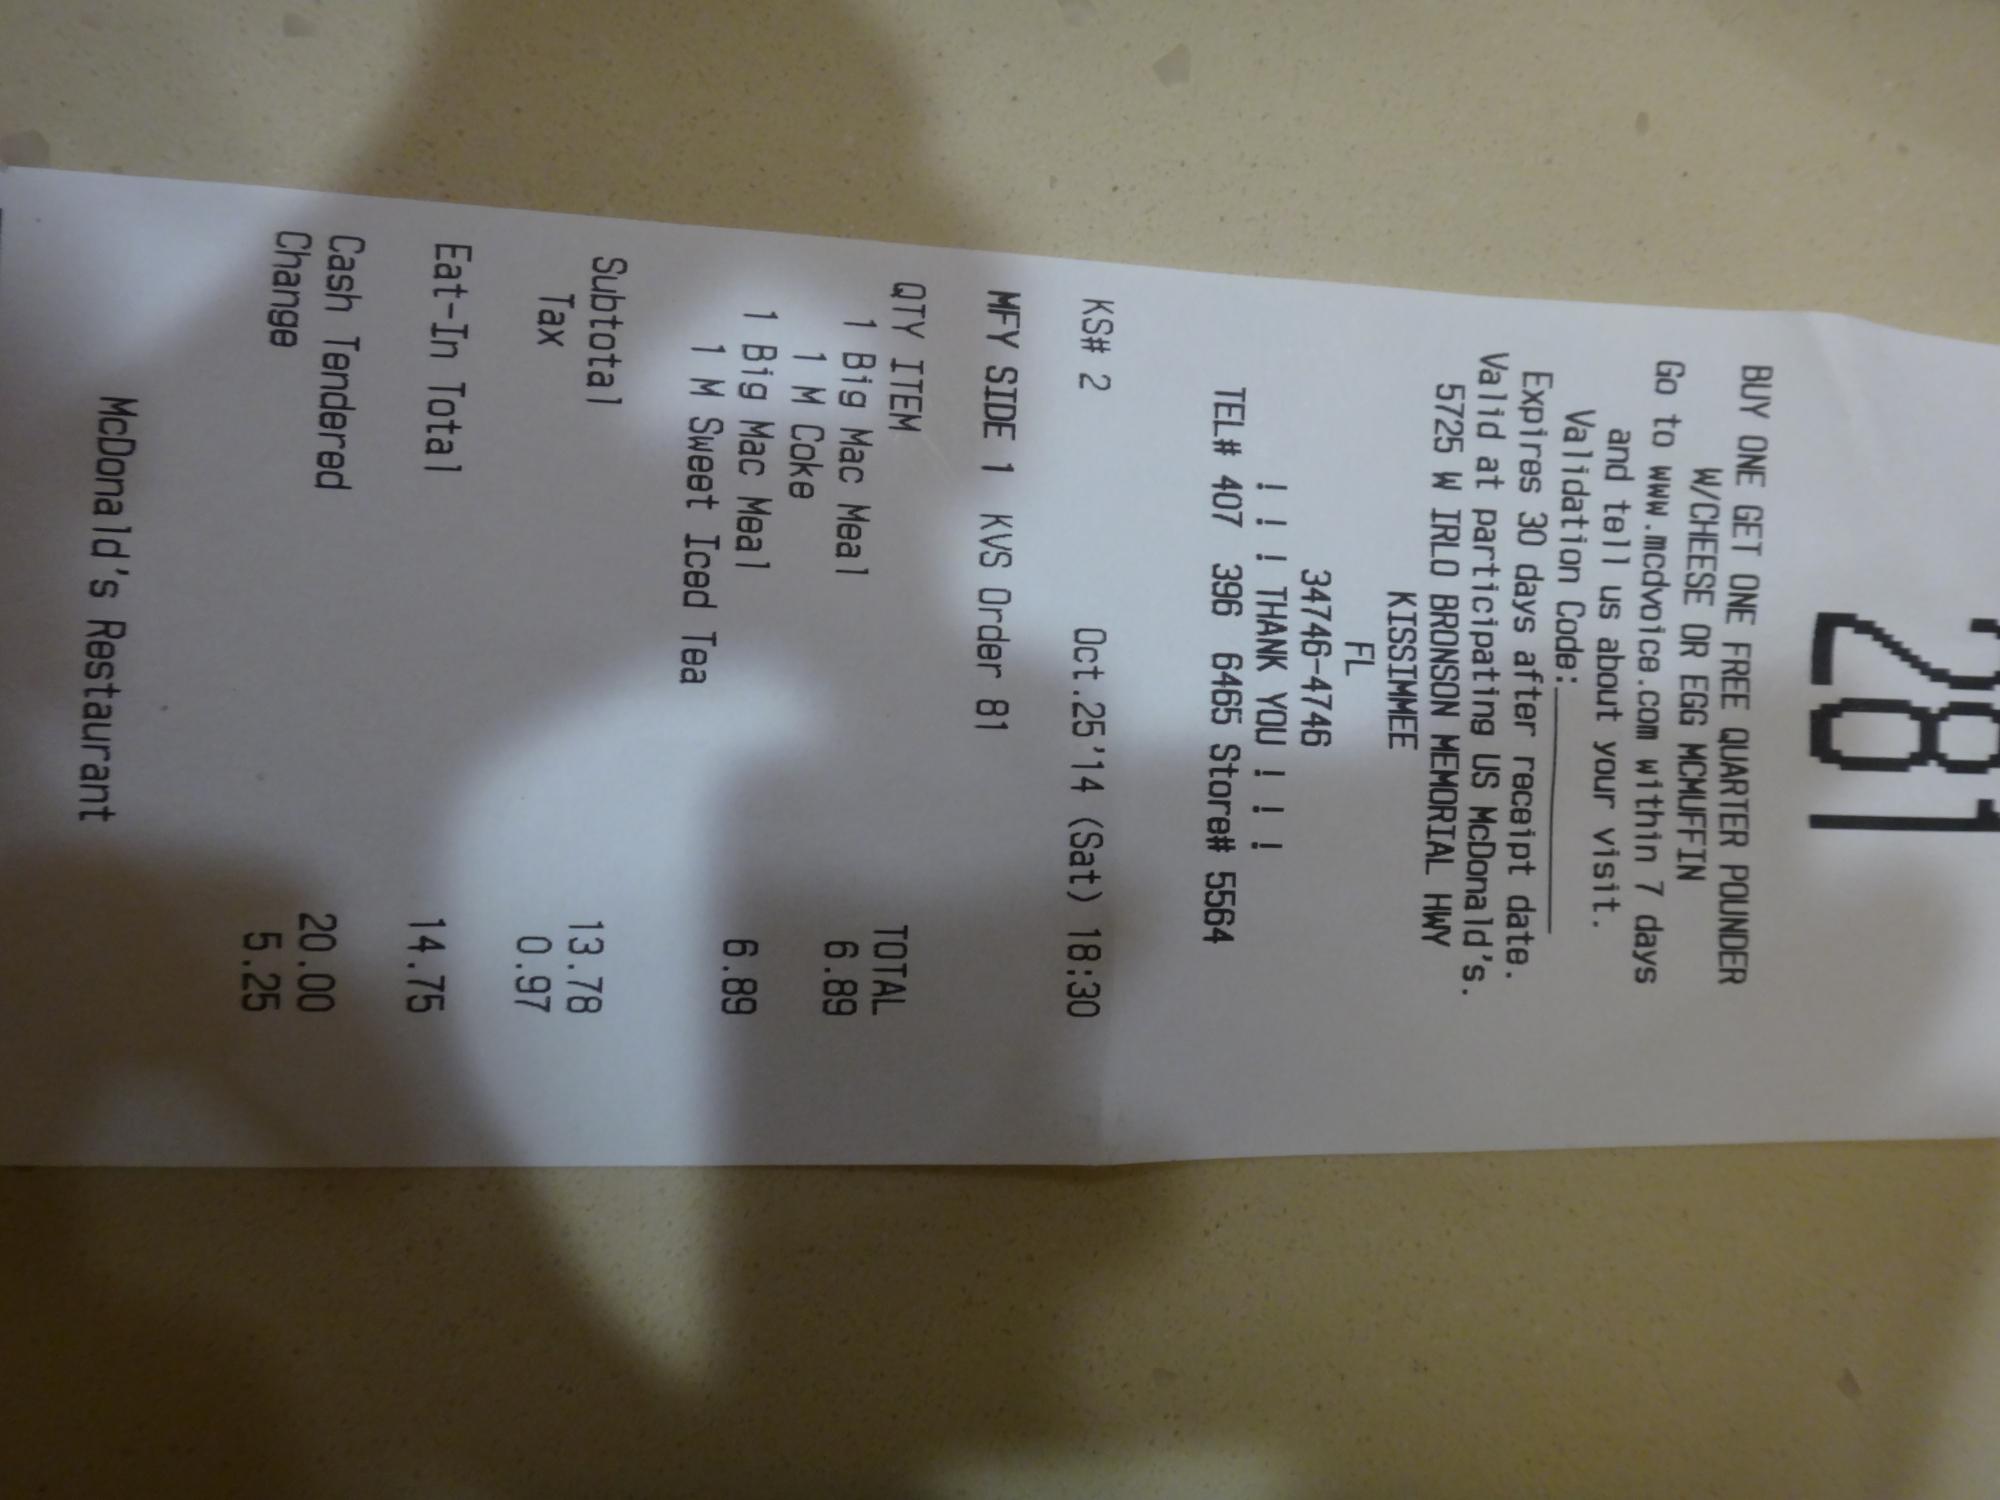 281
BUY ONE GET ONE FREE QUARTER POUNDER
W/CHEESE OR EGG MCMUFFIN
Go to www.mcdvoice.com within 7 days
and tell us about your visit.
Validation Code:
Expires 30 days after receipt date.
Valid at participating US McDonald's.
5725 W IRLO BRONSON MEMORIAL HWY
KISSIMMEE
FL
34746-4746
! ! ! THANK YOU ! ! !
TEL# 407 396 6465 Store# 5564
KS# 2 Oct.25'14 (Sat) 18:30
MFY SIDE 1 KVS Order 81
QTY ITEM TOTAL
1 Big Mac Meal 6.89
1 M Coke
1 Big Mac Meal 6.89
1 M Sweet Iced Tea
Subtotal 13.78
Tax 0.97
Eat-In Total 14.75
Cash Tendered 20.00
Change 5.25
McDonald's Restaurant